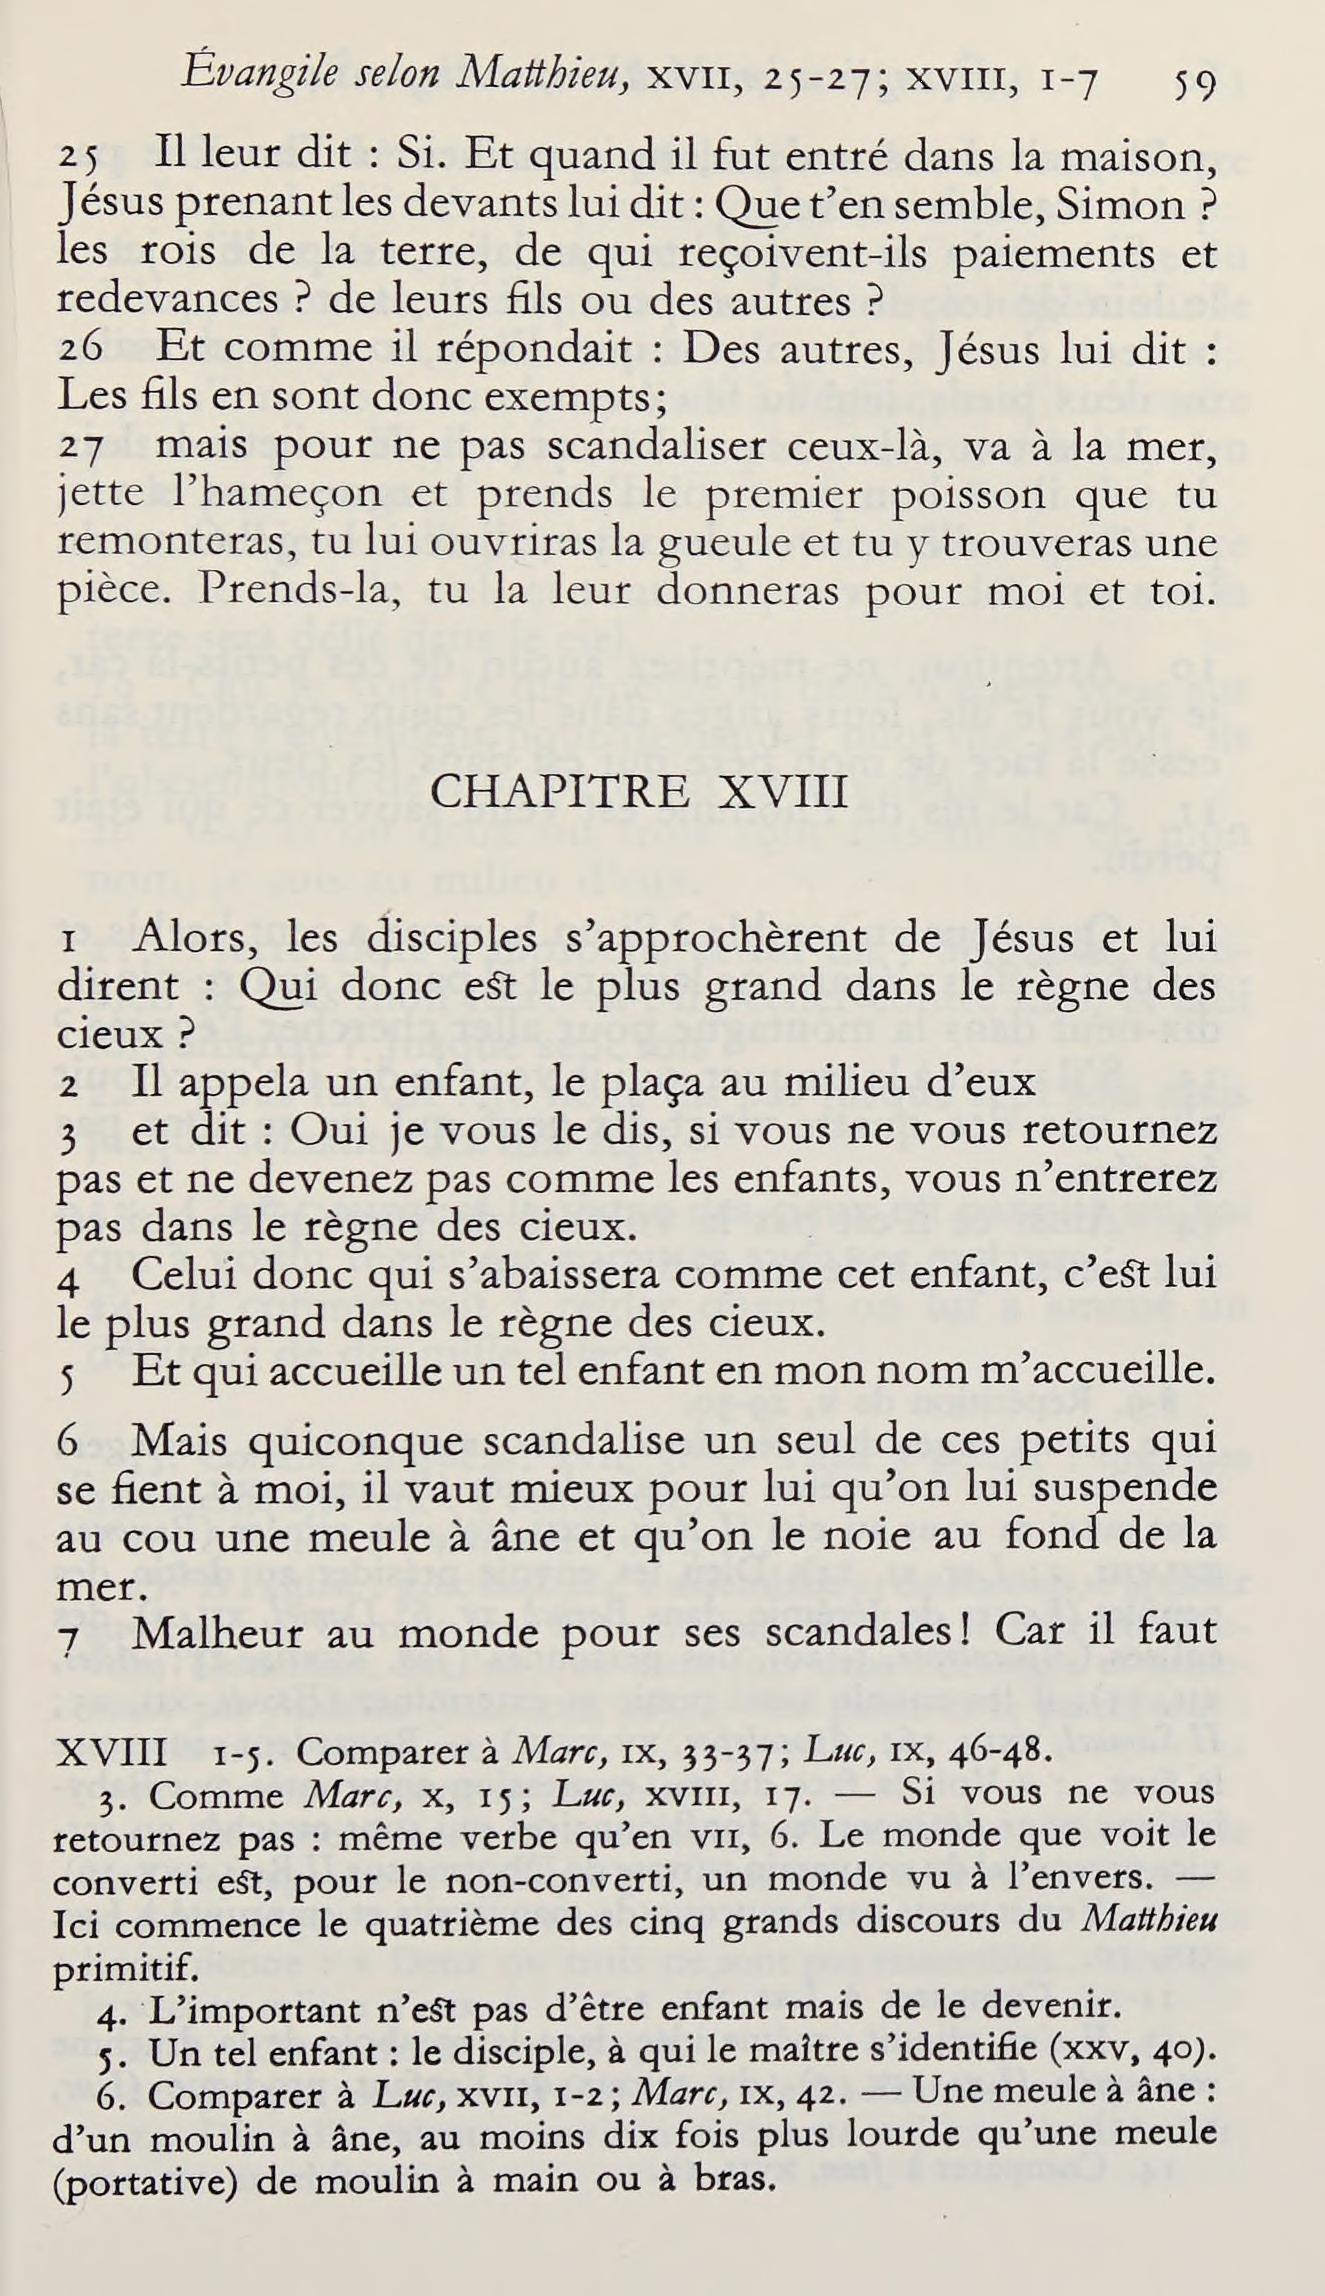 Évangile selon Matthieu, XVII, 25-27; XVIII, 1-7 59
25 Il leur dit : Si. Et quand il fut entré dans la maison,
Jésus prenant les devants lui dit : Que t'en semble, Simon ?
les rois de la terre, de qui reçoivent-ils paiements et
redevances ? de leurs fils ou des autres ?
26 Et comme il répondait : Des autres, Jésus lui dit :
Les fils en sont donc exempts;
27 mais pour ne pas scandaliser ceux-là, va à la mer,
jette l'hameçon et prends le premier poisson que tu
remonteras, tu lui ouvriras la gueule et tu y trouveras une
pièce. Prends-la, tu la leur donneras pour moi et toi.
CHAPITRE XVIII
1 Alors, les disciples s'approchèrent de Jésus et lui
dirent : Qui donc est le plus grand dans le règne des
cieux ?
2 Il appela un enfant, le plaça au milieu d'eux
3 et dit : Oui je vous le dis, si vous ne vous retournez
pas et ne devenez pas comme les enfants, vous n'entrerez
pas dans le règne des cieux.
4 Celui donc qui s'abaissera comme cet enfant, c'est lui
le plus grand dans le règne des cieux.
5 Et qui accueille un tel enfant en mon nom m'accueille.
6 Mais quiconque scandalise un seul de ces petits qui
se fient à moi, il vaut mieux pour lui qu'on lui suspende
au cou une meule à âne et qu'on le noie au fond de la
mer.
7 Malheur au monde pour ses scandales! Car il faut
XVIII 1-5. Comparer à Marc, IX, 33-37; Luc, IX, 46-48.
3. Comme Marc, X, 15; Luc, XVIII, 17. — Si vous ne vous
retournez pas : même verbe qu'en VII, 6. Le monde que voit le
converti est, pour le non-converti, un monde vu à l'envers. —
Ici commence le quatrième des cinq grands discours du Matthieu
primitif.
4. L'important n'est pas d'être enfant mais de le devenir.
5. Un tel enfant : le disciple, à qui le maître s'identifie (XXV, 40).
6. Comparer à Luc, XVII, 1-2; Marc, IX, 42. — Une meule à âne :
d'un moulin à âne, au moins dix fois plus lourde qu'une meule
(portative) de moulin à main ou à bras.